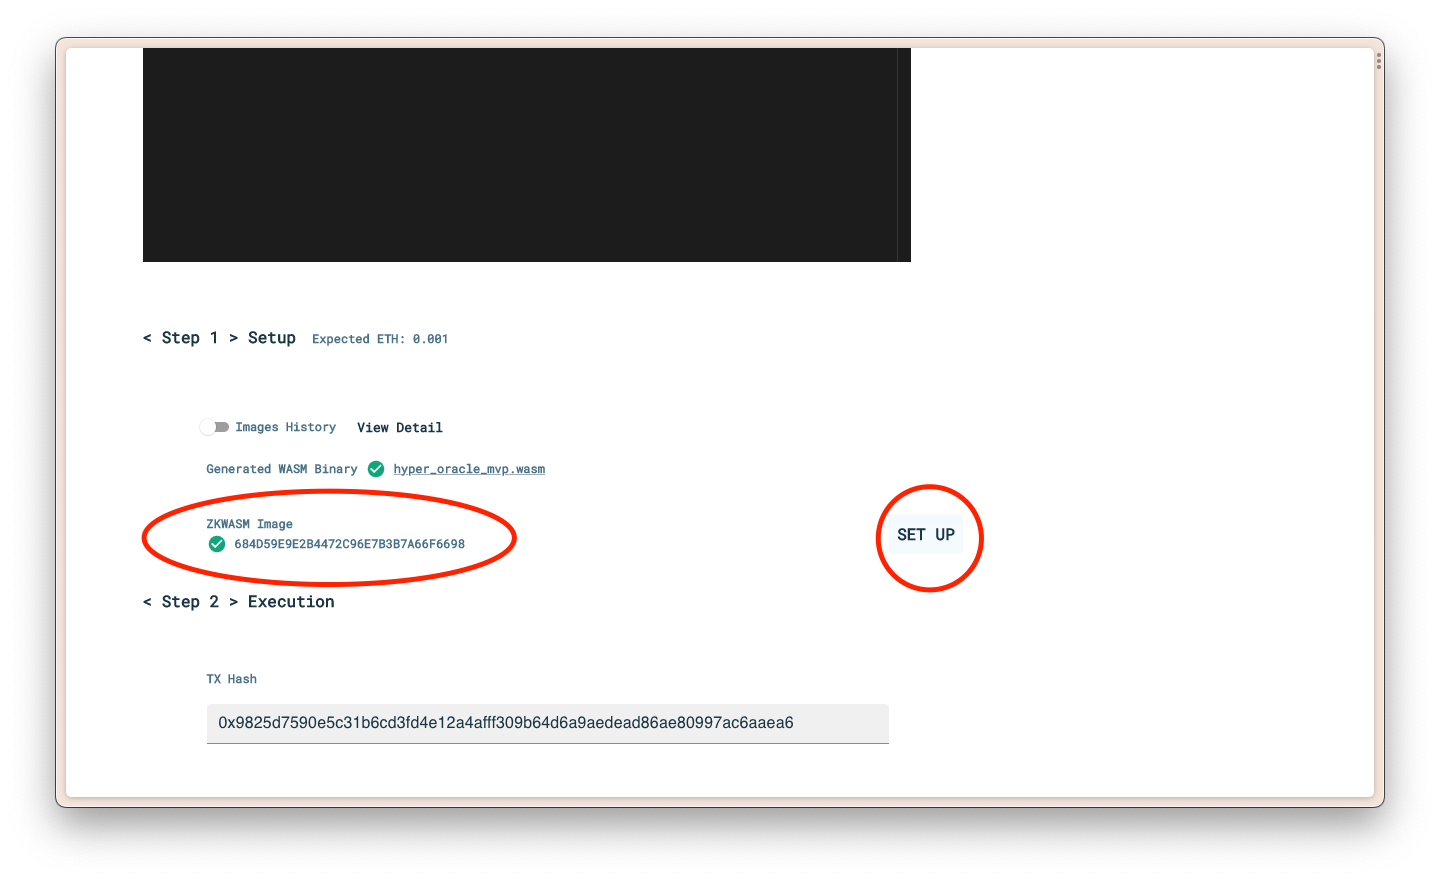 < Step 1 > Setup Expected ETH: 0.001
Images History View Detail
Generated WASM Binary hyper_oracle_mvp.wasm
ZKWASM Image
684D59E9E2B4472C96E7B3B7A66F6698
SET UP
< Step 2 > Execution
TX Hash
0x9825d7590e5c31b6cd3fd4e12a4afff309b64d6a9aedead86ae80997ac6aaea6